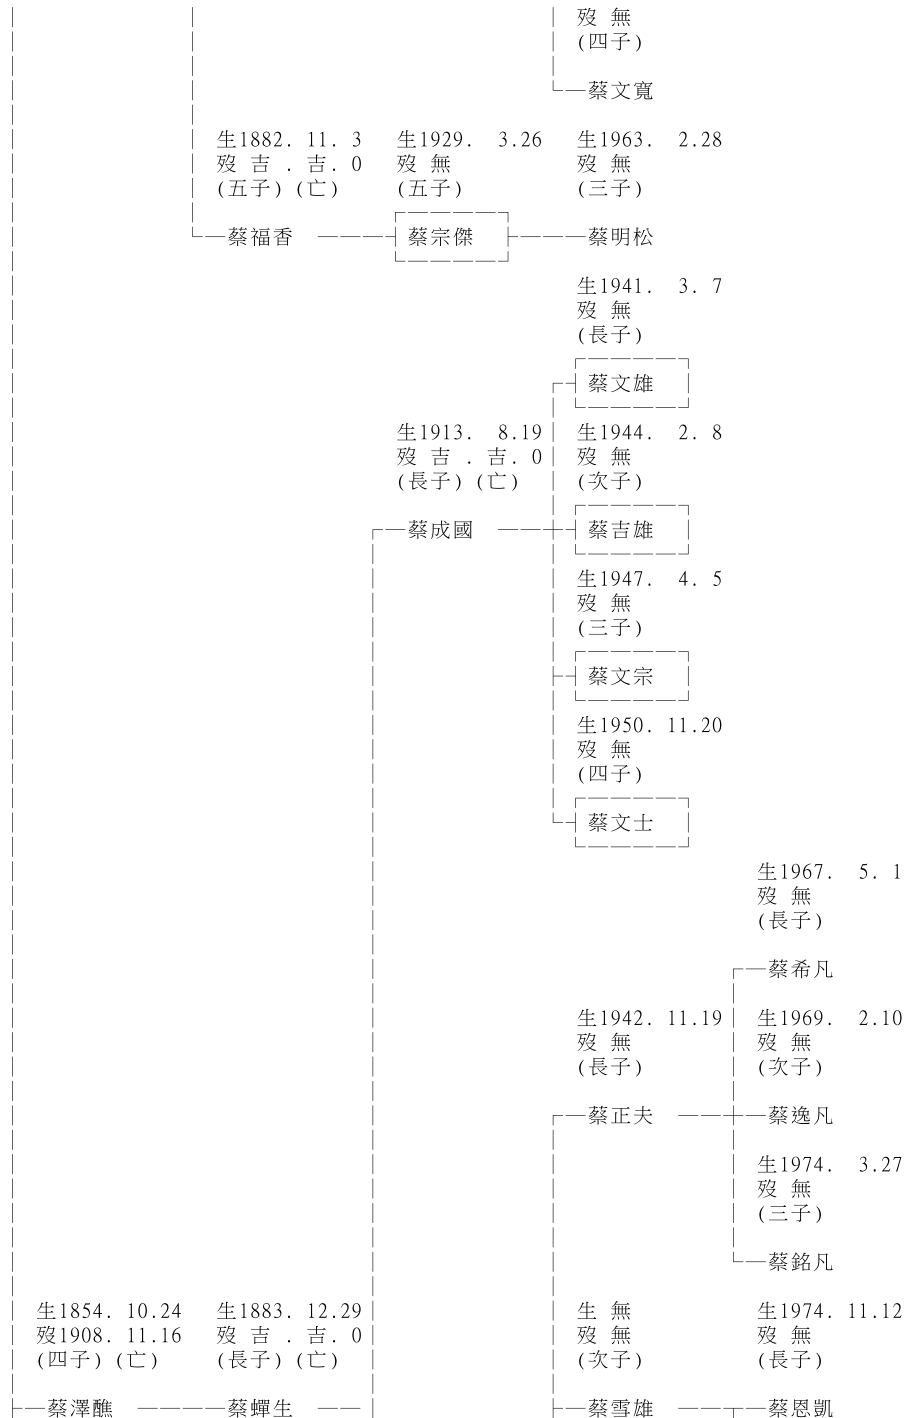 歿 無
(四子)
蔡文寬
生1882. 11. 3 生1929. 3.26 生1963. 2.28
歿 吉 . 吉. 0 歿 無 歿 無
(五子) (亡) (五子) (三子)
蔡福香 蔡宗傑 蔡明松
生1941. 3. 7
歿 無
(長子)
蔡文雄
生1913. 8.19 生1944. 2. 8
歿 吉 . 吉. 0 歿 無
(長子) (亡) (次子)
蔡成國 蔡吉雄
生1947. 4. 5
歿 無
(三子)
蔡文宗
生1950. 11.20
歿 無
(四子)
蔡文士
生1967. 5. 1
歿 無
(長子)
蔡希凡
生1942. 11.19 生1969. 2.10
歿 無 歿 無
(長子) (次子)
蔡正夫 蔡逸凡
生1974. 3.27
歿 無
(三子)
蔡銘凡
生1854. 10.24 生1883. 12.29 生 無 生1974. 11.12
歿1908. 11.16 歿 吉 . 吉. 0 歿 無 歿 無
(四子) (亡) (長子) (亡) (次子) (長子)
蔡澤醮 蔡蟬生 蔡雪雄 蔡恩凱